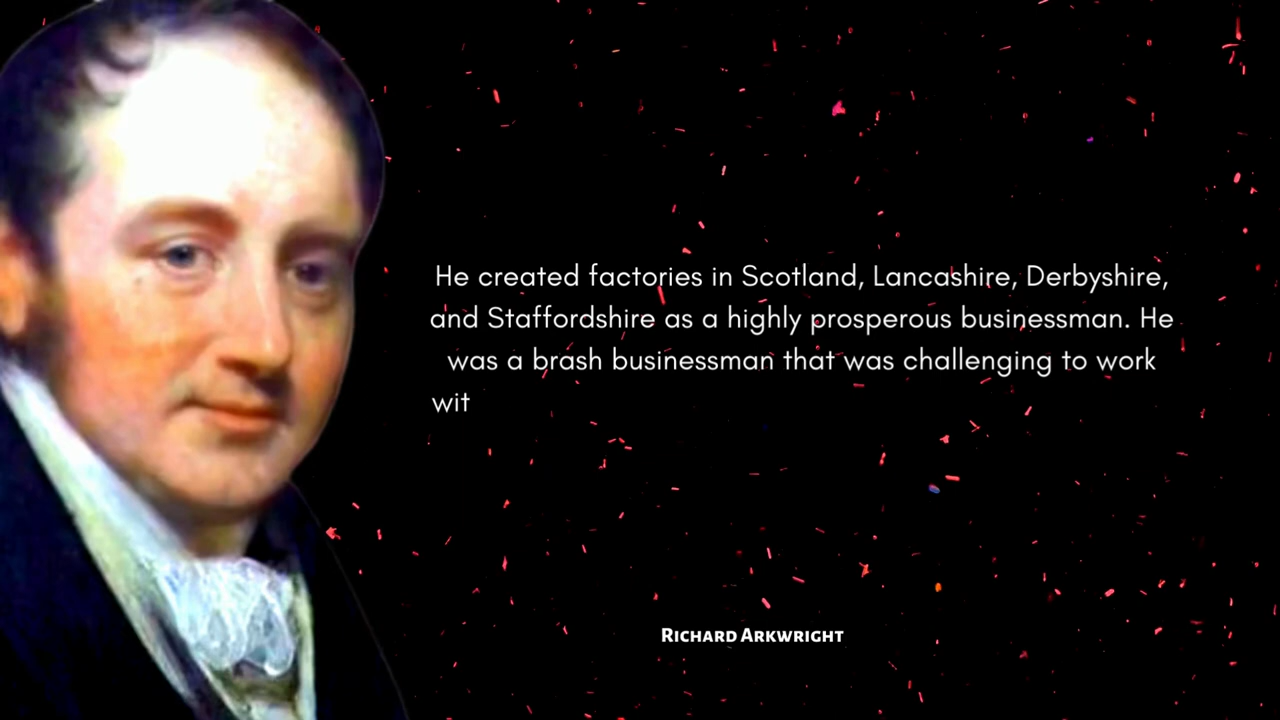 He created factories in Scotland, Lancashire, Derbyshire,
and Staffordshire as a highly prosperous businessman. He
was a brash businessman that was challenging to work
wit
Richard Arkwright